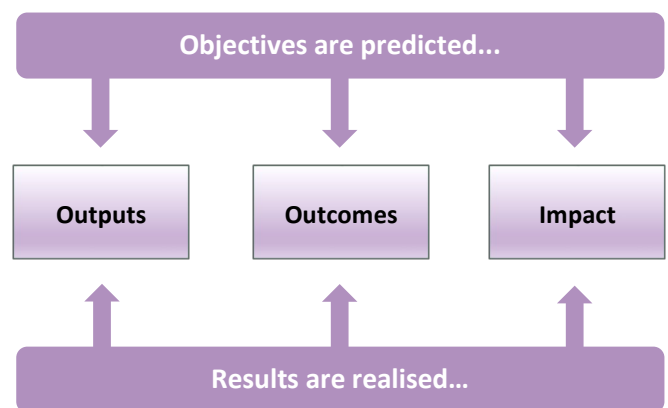 Objectives are predicted...
Outputs
Outcomes
Impact
Results are realised…